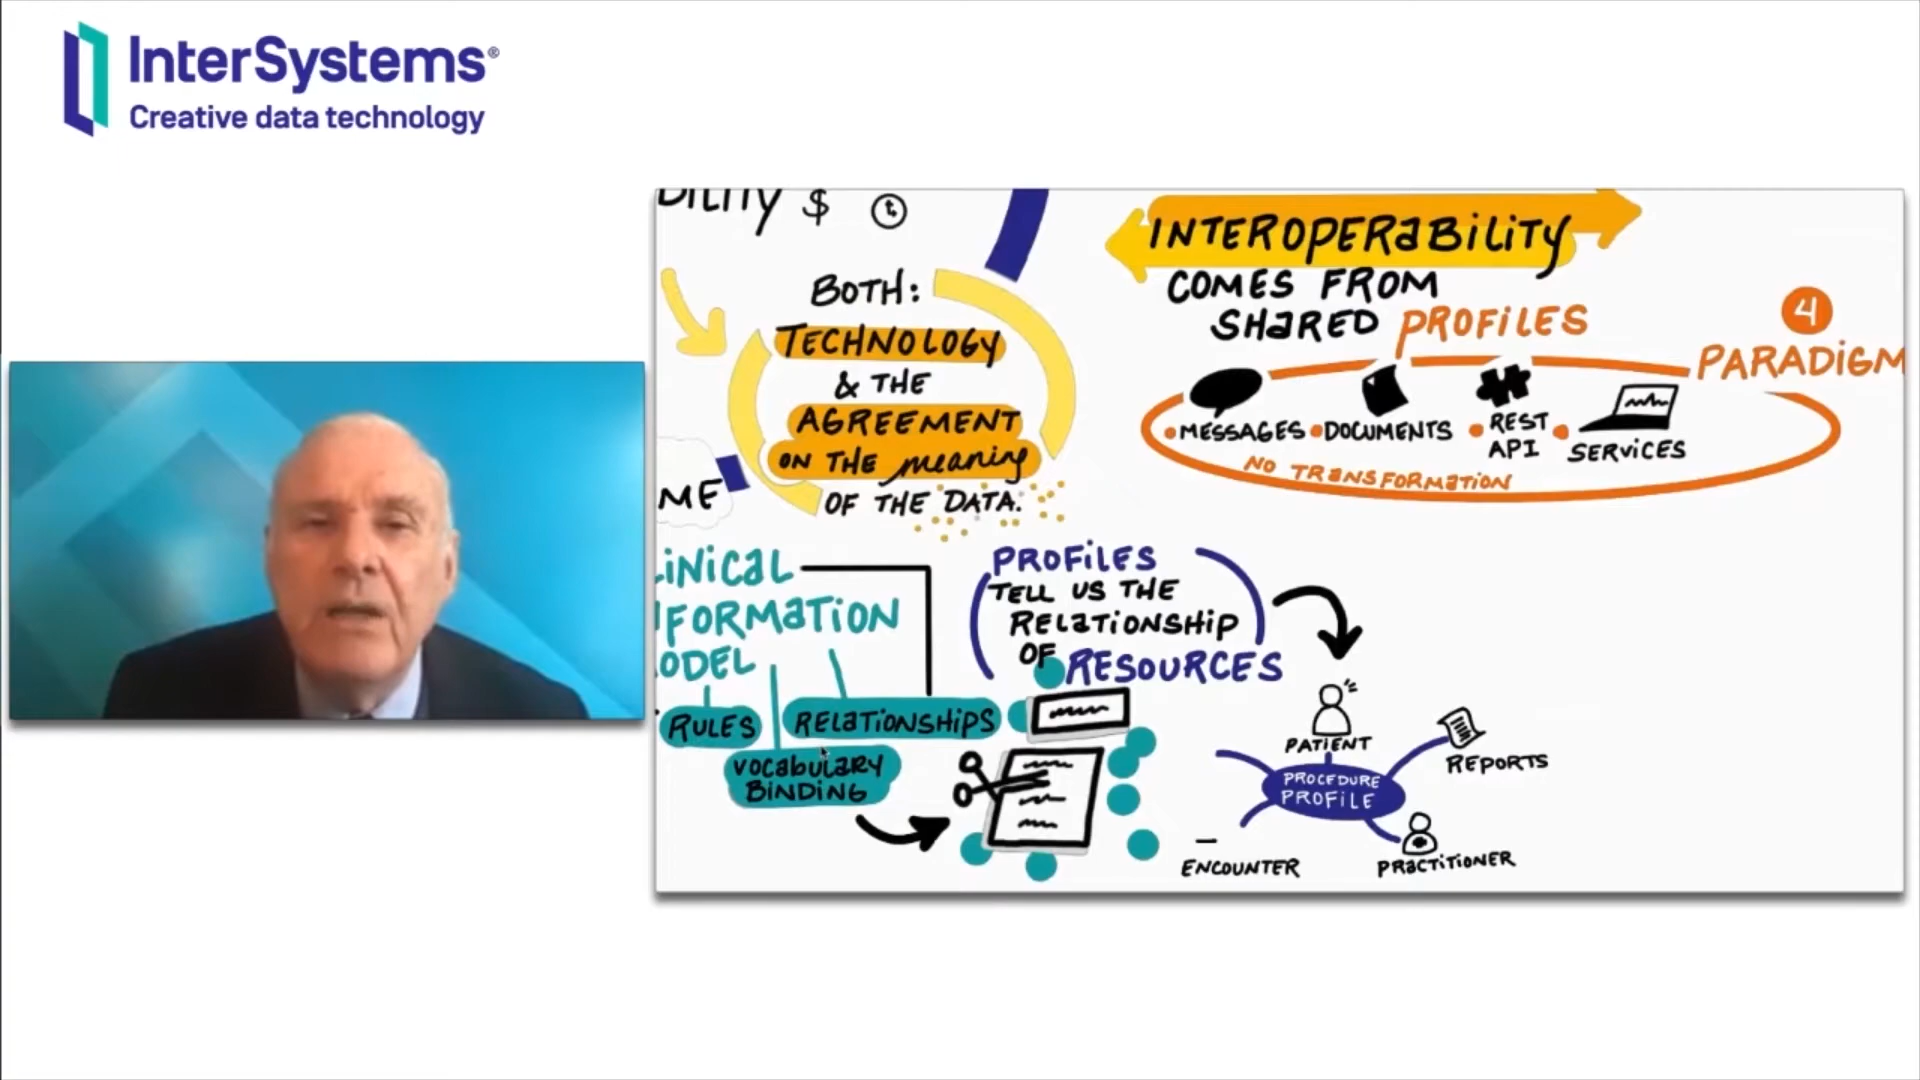 InterSystems®
Creative data technology
$
BOTH:
TECHNOLOGY
& THE
AGREEMENT
ON THE meaning
OF THE DATA.
INTEROPERaBiLiTY
COMES FROM
SHaRED PROFiLES
4
PARaDiGM
MESSAGES
DOCUMENTS
REST
API
SERViCES
NO TRaNSFORMaTiON
RULES
RELaTiONSHiPS
VOCabULaRY
BiNDiNG
PROFiLES
TELL US THE
RELaTiONSHiP
OF RESOURCES
PaTiENT
REPORTS
PROCEDURE
PROFiLE
ENCOUNTER
PRaCTiTiONER